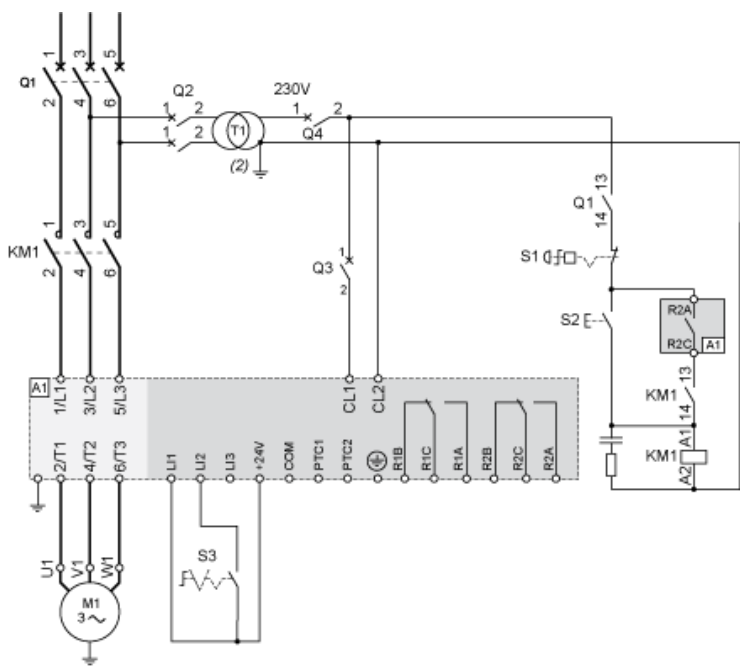 1
3
5
Q1
2
4
6
Q2
1 2
1 2
T1
(2)
230V
1 2
Q4
13
Q1
14
S1
S2
R2A
R2C
A1
13
KM1
14
A1
KM1
A2
1
3
5
KM1
2
4
6
1
Q3
2
A1
1/L1
3/L2
5/L3
CL1
CL2
2/T1
4/T2
6/T3
LI1
LI2
LI3
+24V
COM
PTC1
PTC2
R1B
R1C
R1A
R2B
R2C
R2A
S3
U1
V1
W1
M1
3